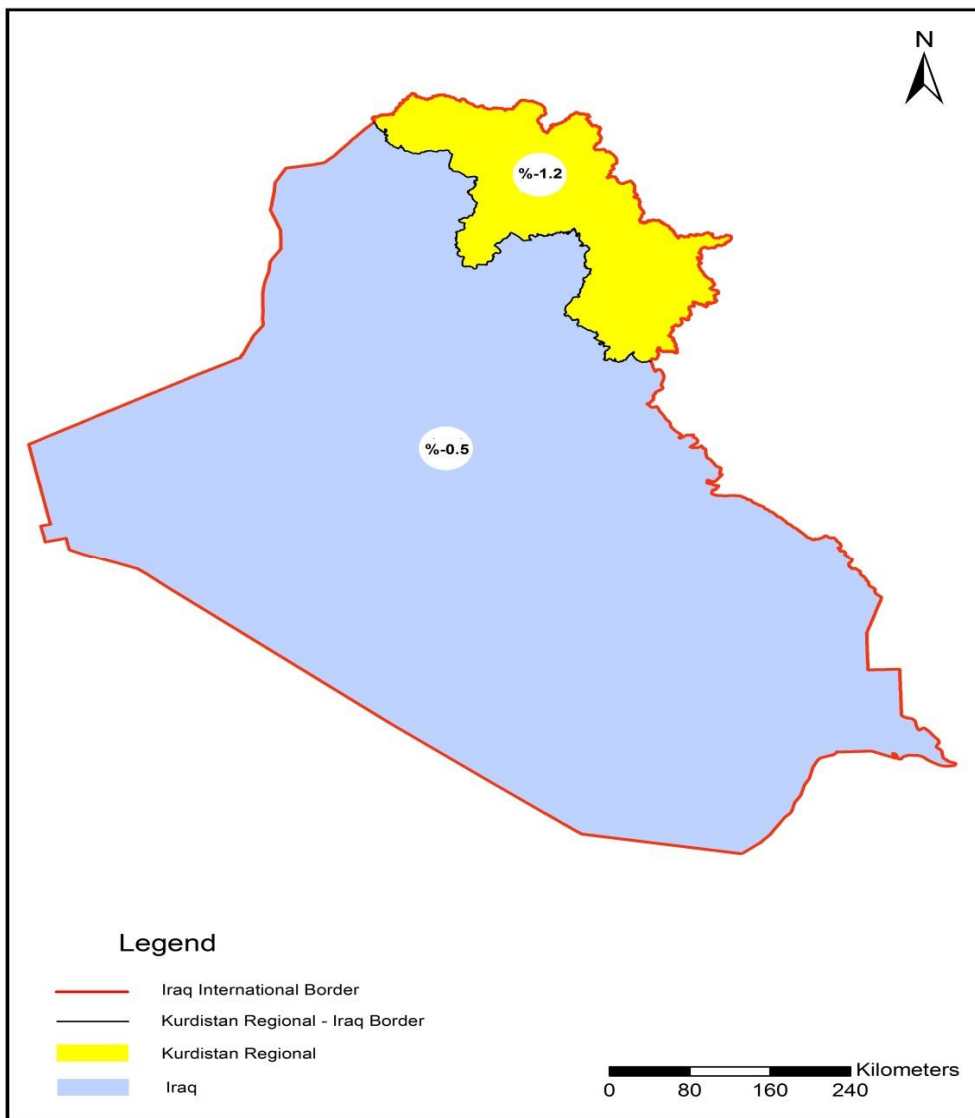 N
%-1.2
%-0.5
Legend
Iraq International Border
Kurdistan Regional - Iraq Border
Kurdistan Regional
Iraq
Kilometers
0 80 160 240